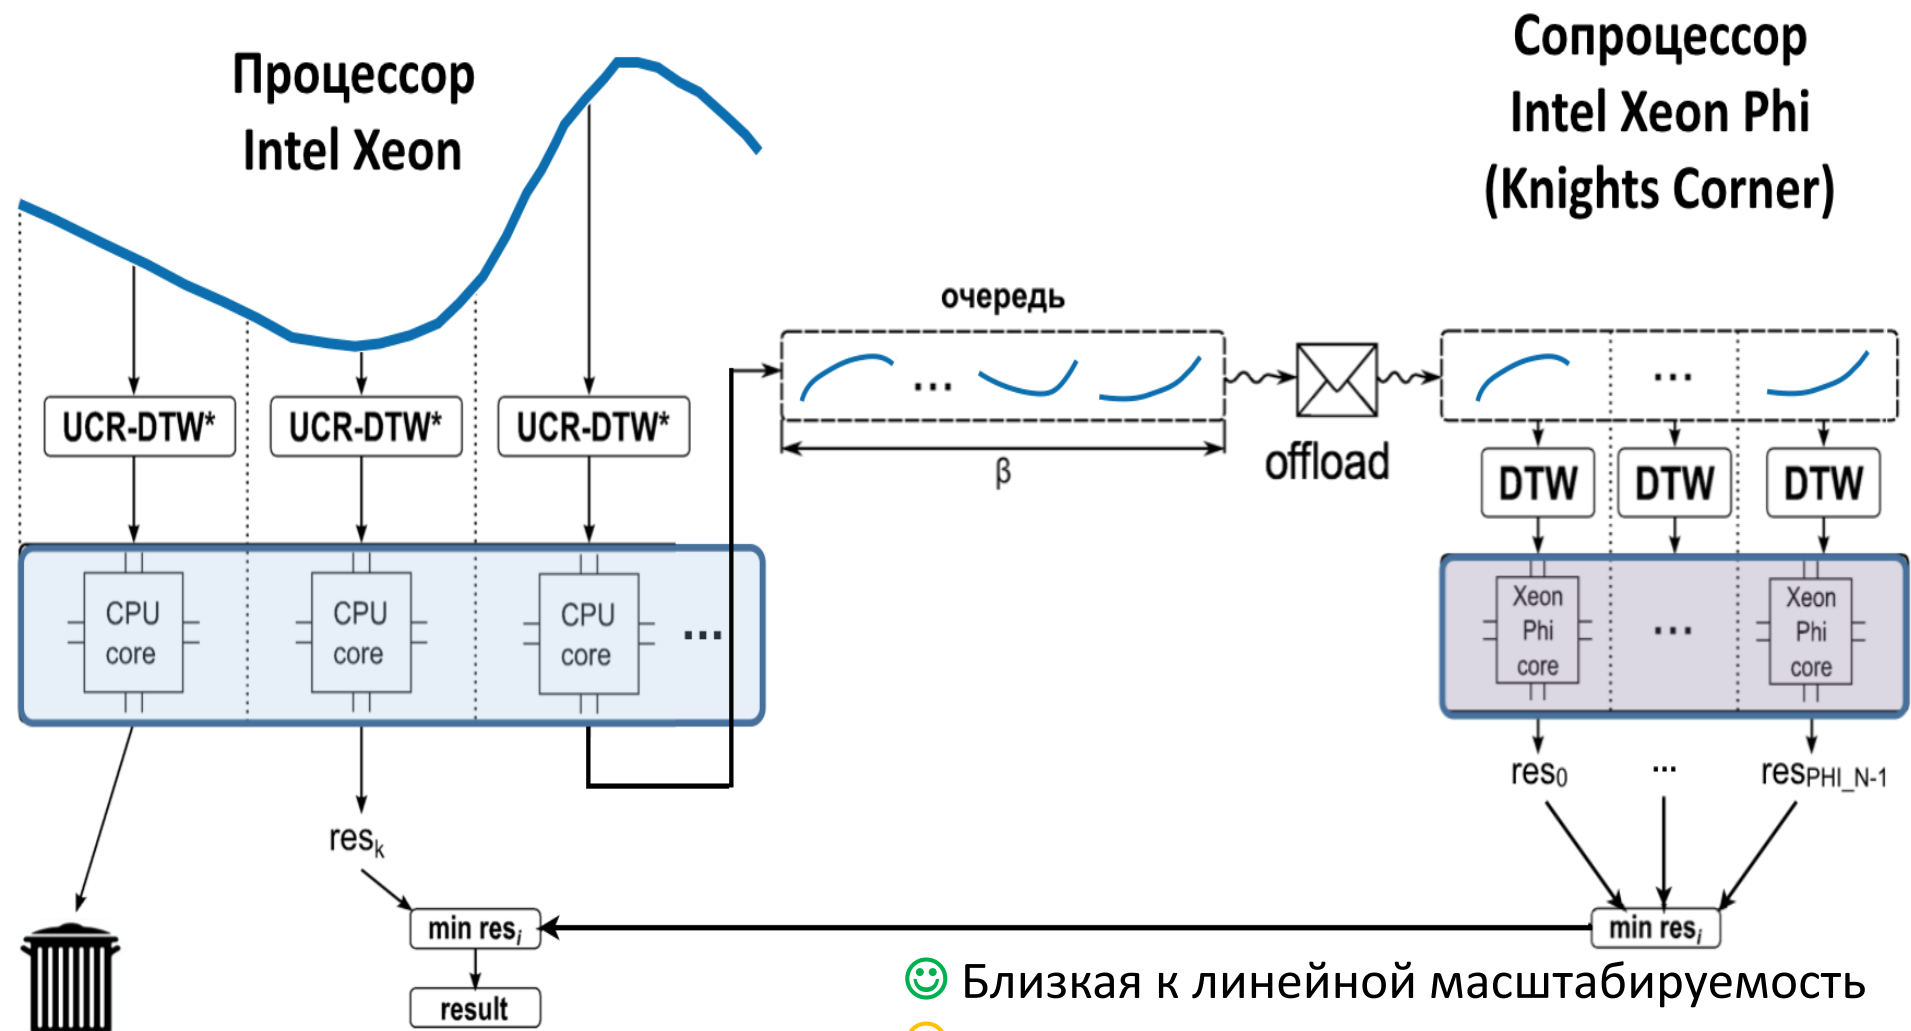 Процессор
Intel Xeon
Сопроцессор
Intel Xeon Phi
(Knights Corner)
очередь
...
...
β
offload
UCR-DTW*
UCR-DTW*
UCR-DTW*
DTW
DTW
DTW
CPU
core
CPU
core
CPU
core
...
Xeon
Phi
core
...
Xeon
Phi
core
res0
...
resPHI_N-1
resk
min resi
min resi
result
Близкая к линейной масштабируемость